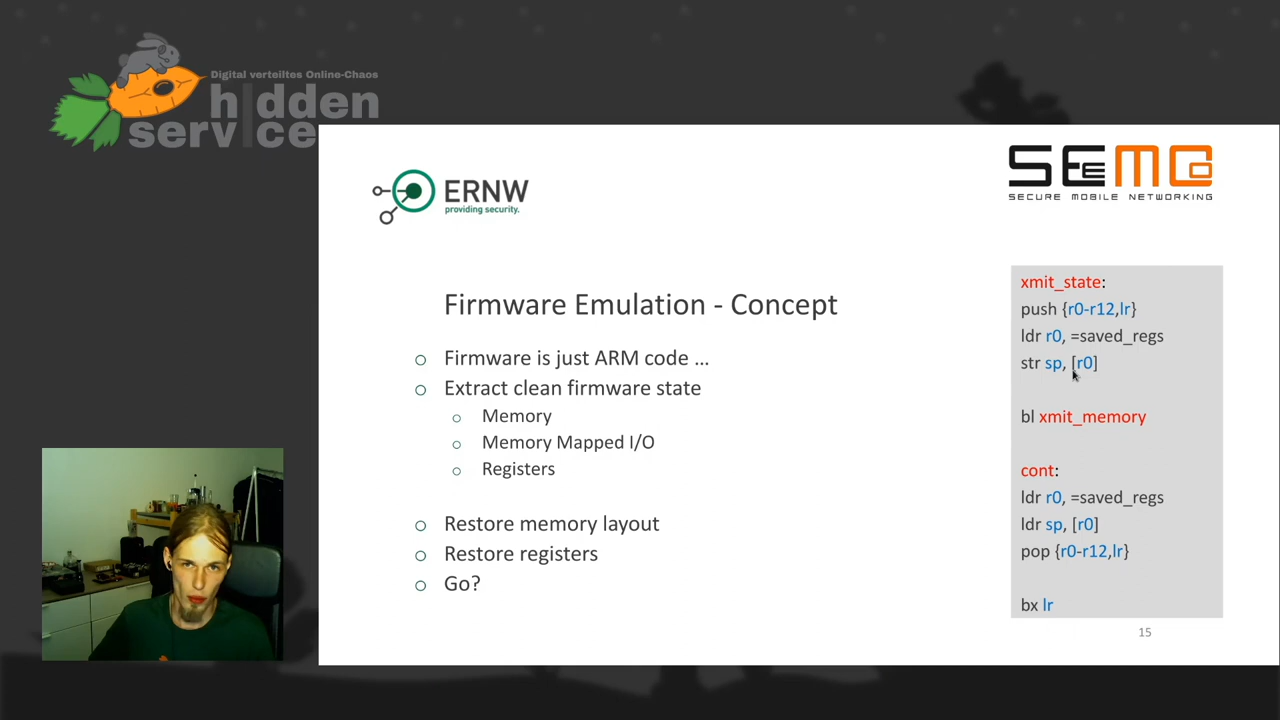 Digital verteiltes Online-Chaos
hidden
service
ERNW
providing security.
SEEMOO
SECURE MOBILE NETWORKING
Firmware Emulation - Concept
Firmware is just ARM code ...
Extract clean firmware state
Memory
Memory Mapped I/O
Registers
Restore memory layout
Restore registers
Go?
xmit_state:
push {r0-r12,lr}
ldr r0, =saved_regs
str sp, [r0]
bl xmit_memory
cont:
ldr r0, =saved_regs
ldr sp, [r0]
pop {r0-r12,lr}
bx lr
15